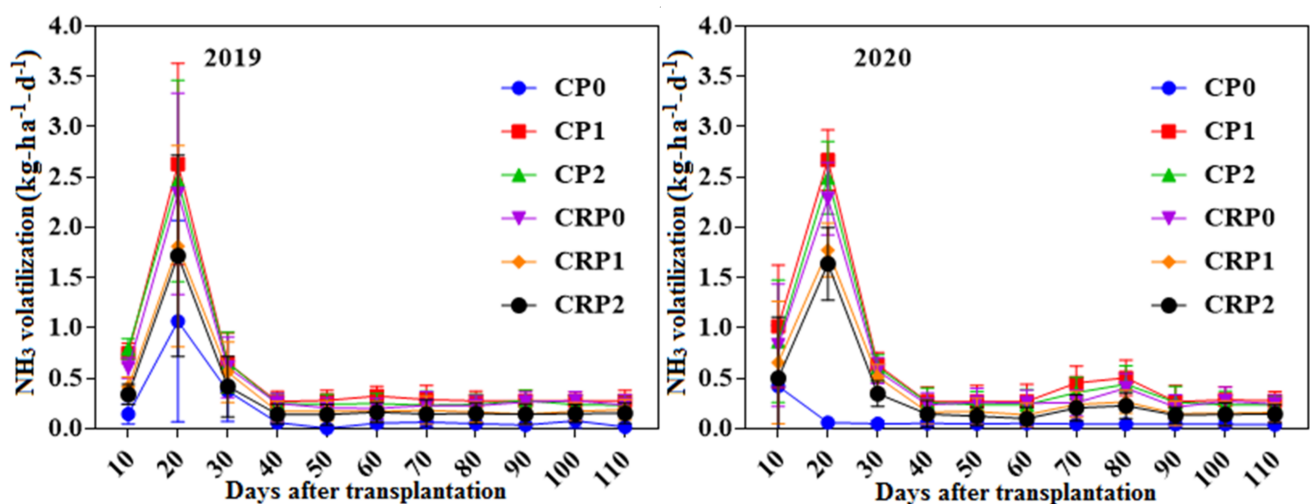 NH₃ volatilization (kg-ha⁻¹-d⁻¹)
4.0
3.5
3.0
2.5
2.0
1.5
1.0
0.5
0.0
2019
CP0
CP1
CP2
CRP0
CRP1
CRP2
10 20 30 40 50 60 70 80 90 100 110
Days after transplantation
NH₃ volatilization (kg-ha⁻¹-d⁻¹)
4.0
3.5
3.0
2.5
2.0
1.5
1.0
0.5
0.0
2020
CP0
CP1
CP2
CRP0
CRP1
CRP2
10 20 30 40 50 60 70 80 90 100 110
Days after transplantation